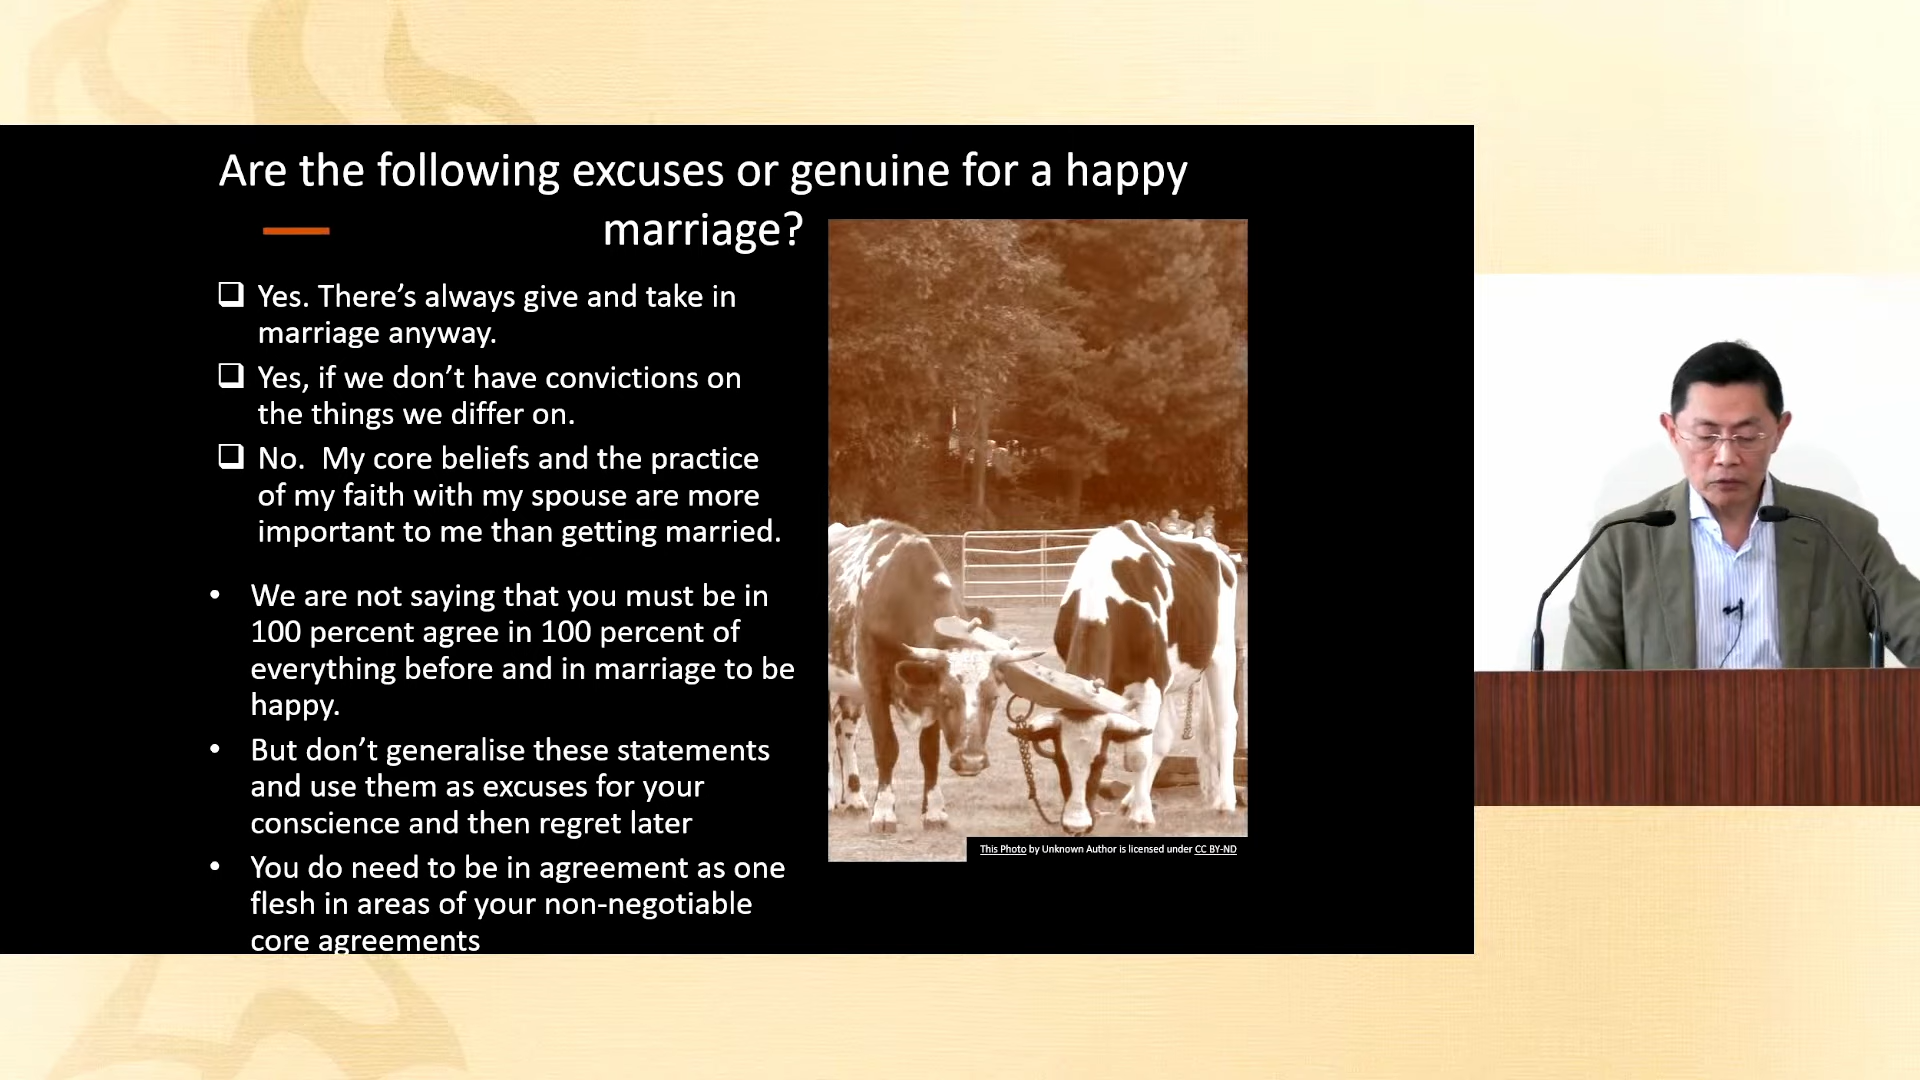 Are the following excuses or genuine for a happy
marriage?
Yes. There’s always give and take in
marriage anyway.
Yes, if we don’t have convictions on
the things we differ on.
No.  My core beliefs and the practice
of my faith with my spouse are more
important to me than getting married.
• We are not saying that you must be in
100 percent agree in 100 percent of
everything before and in marriage to be
happy.
• But don’t generalise these statements
and use them as excuses for your
conscience and then regret later
• You do need to be in agreement as one
flesh in areas of your non-negotiable
core agreements
This Photo by Unknown Author is licensed under CC BY-ND